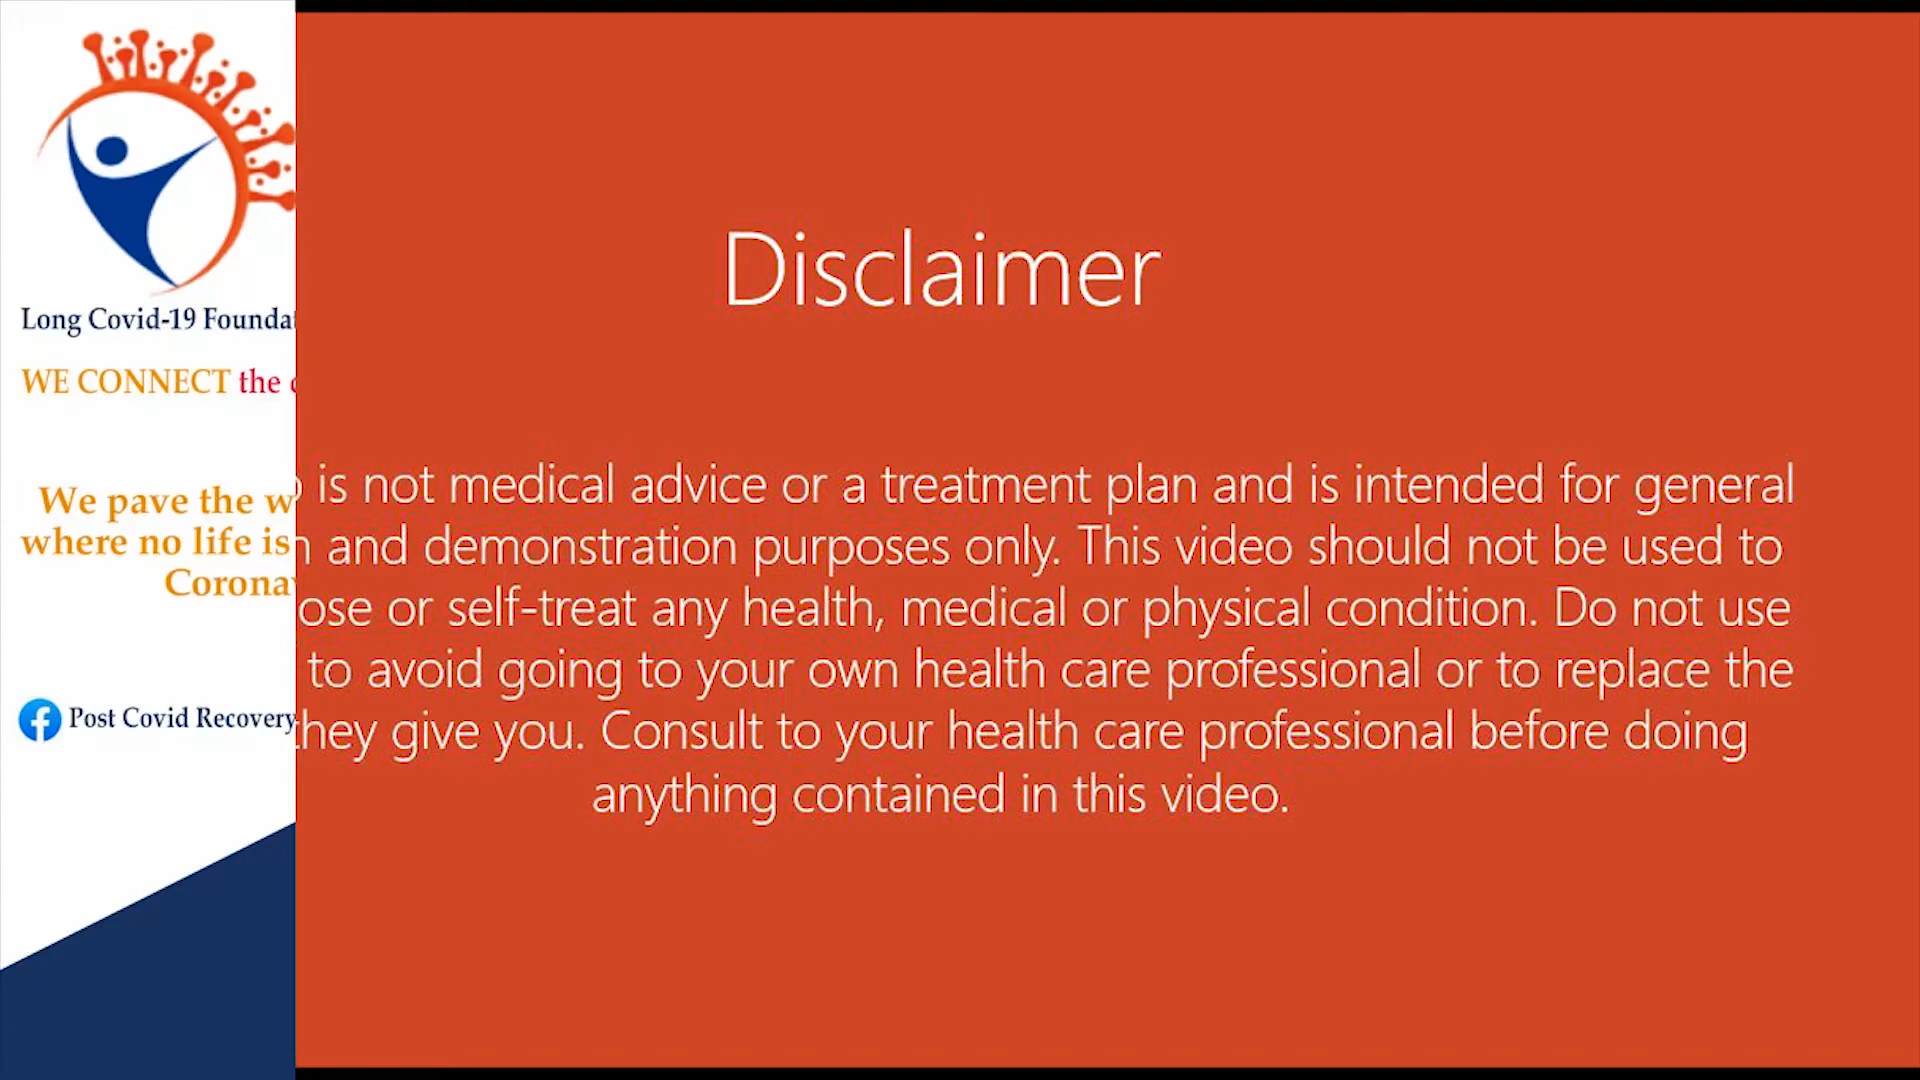 Long Covid-19
WE CONNECT the
We pave the
where no life is
Post Covid Recovery
Disclaimer
is not medical advice or a treatment plan and is intended for general
and demonstration purposes only. This video should not be used to
or self-treat any health, medical or physical condition. Do not use
to avoid going to your own health care professional or to replace the
they give you. Consult to your health care professional before doing
anything contained in this video.